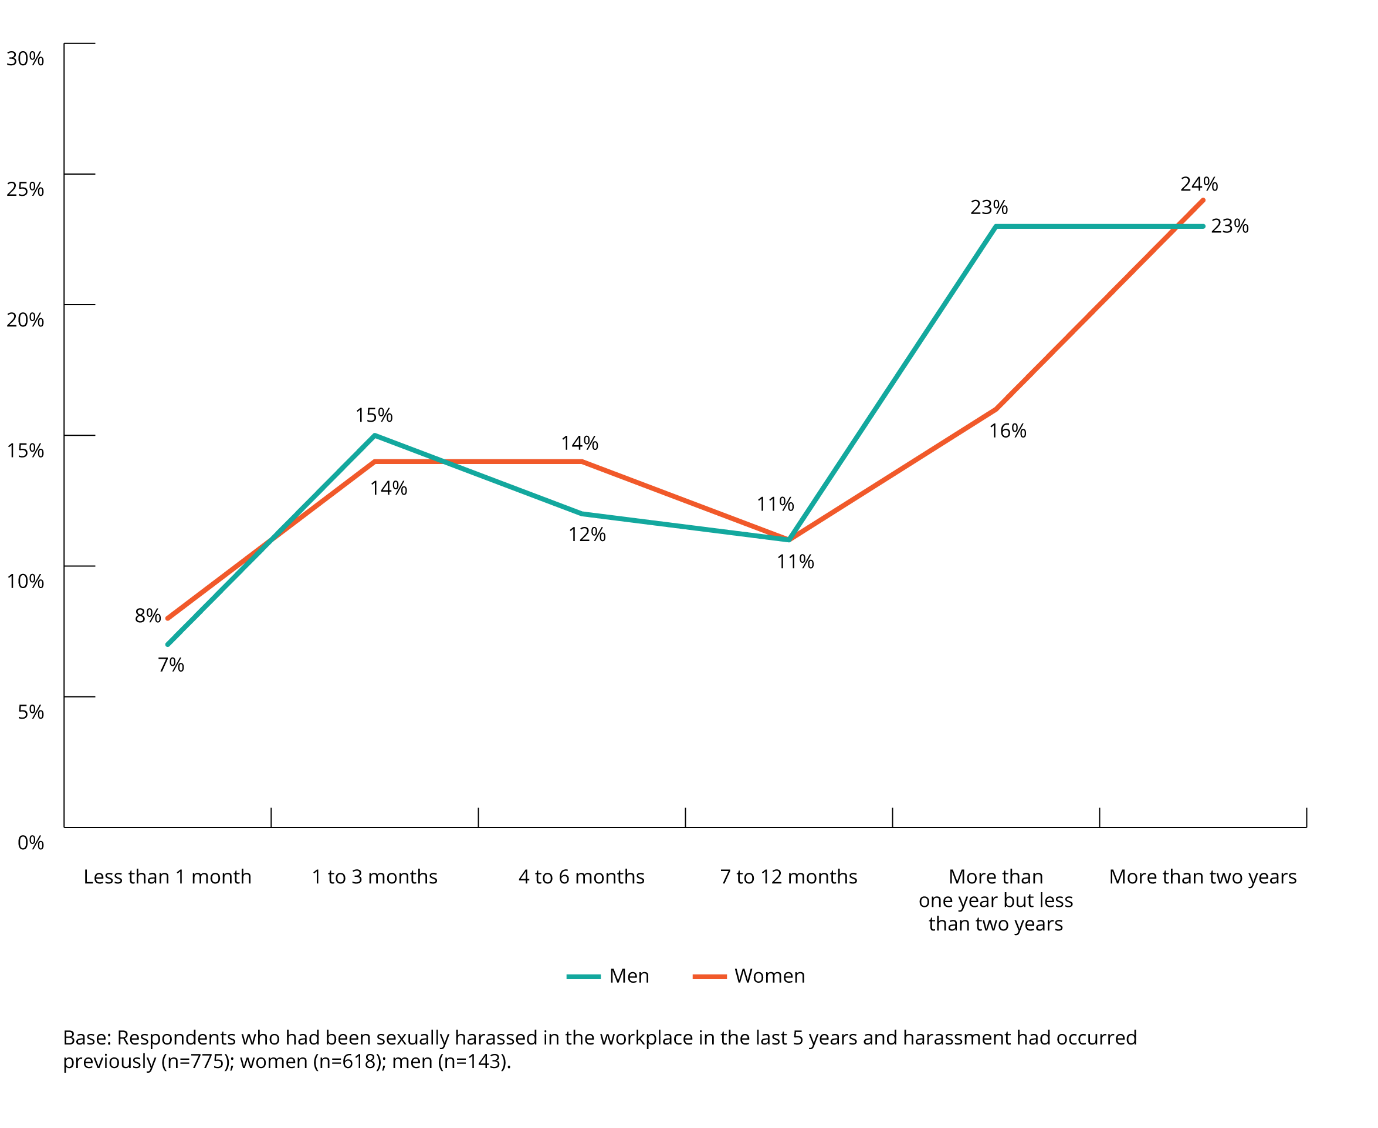 30%
25%
20%
15%
10%
5%
0%
8%
7%
15%
14%
14%
12%
11%
11%
23%
16%
24%
23%
Less than 1 month
1 to 3 months
4 to 6 months
7 to 12 months
More than
one year but less
than two years
More than two years
Men
Women
Base: Respondents who had been sexually harassed in the workplace in the last 5 years and harassment had occurred
previously (n=775); women (n=618); men (n=143).